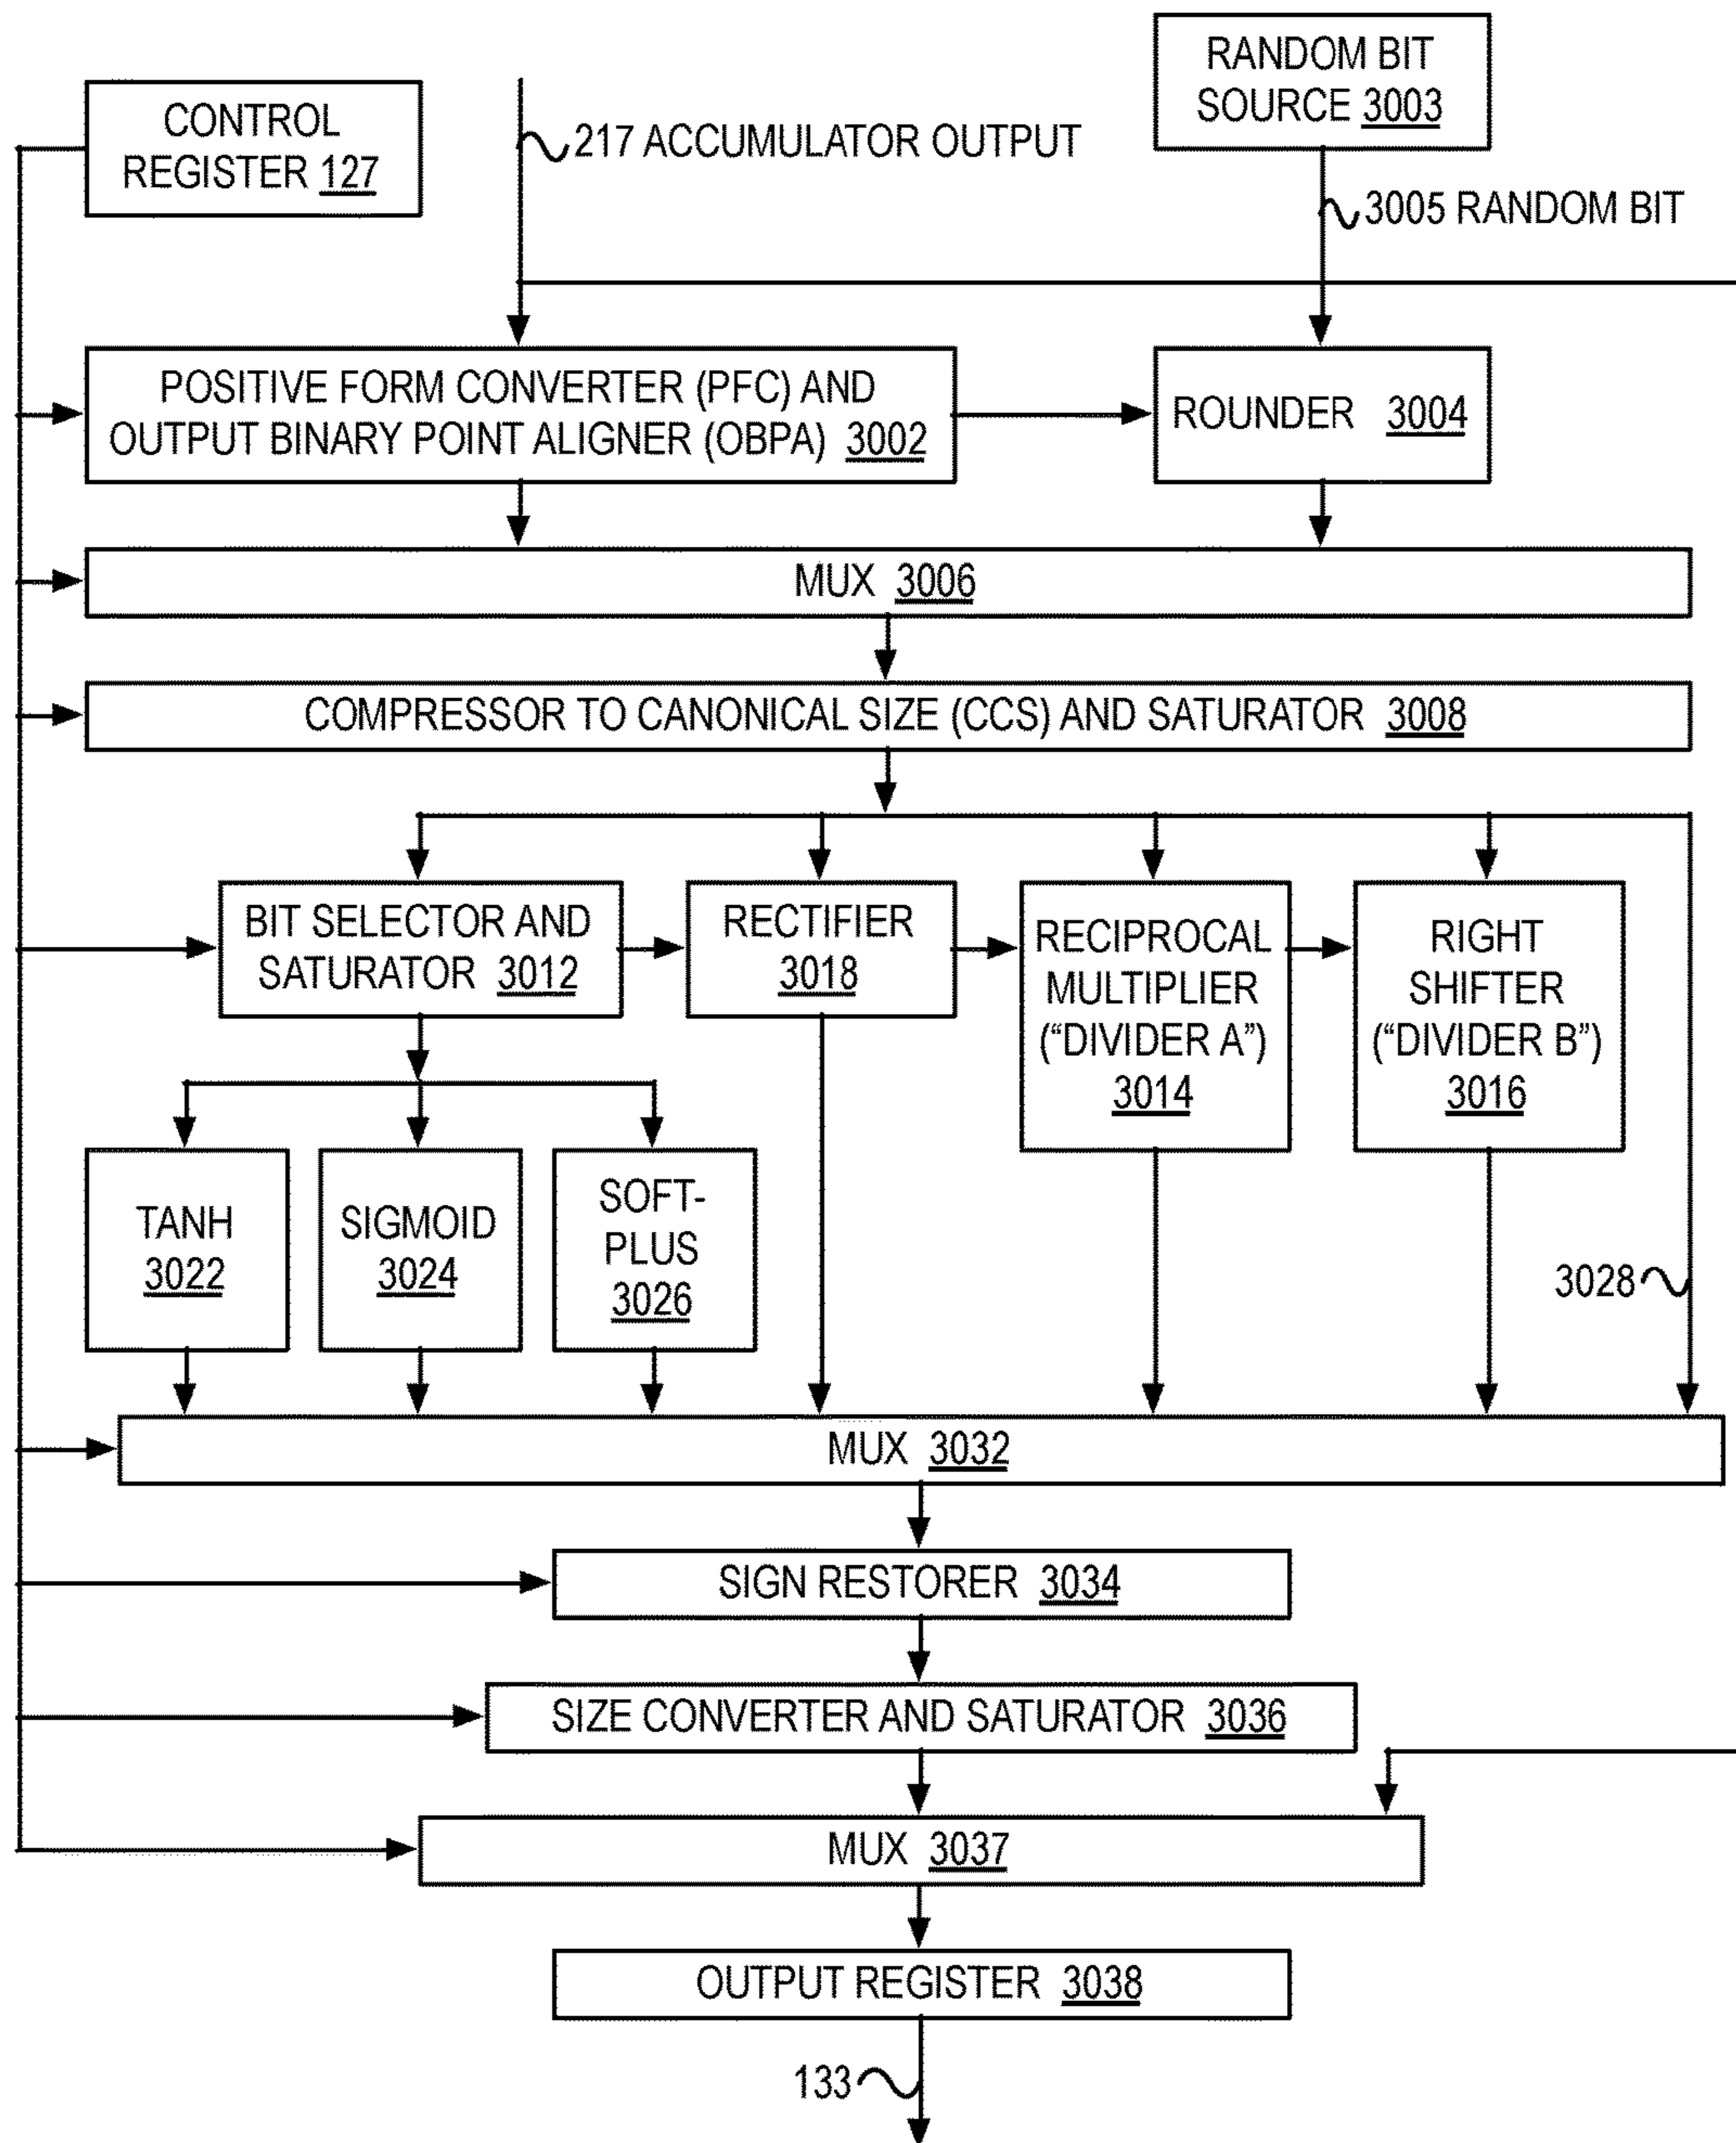 RANDOM BIT
SOURCE 3003
CONTROL
REGISTER 127
217 ACCUMULATOR OUTPUT
3005 RANDOM BIT
POSITIVE FORM CONVERTER (PFC) AND
OUTPUT BINARY POINT ALIGNER (OBPA) 3002
ROUNDER 3004
MUX 3006
COMPRESSOR TO CANONICAL SIZE (CCS) AND SATURATOR 3008
BIT SELECTOR AND
SATURATOR 3012
RECTIFIER
3018
RECIPROCAL
MULTIPLIER
(“DIVIDER A”)
3014
RIGHT
SHIFTER
(“DIVIDER B”)
3016
TANH
3022
SIGMOID
3024
SOFT-
PLUS
3026
3028
MUX 3032
SIGN RESTORER 3034
SIZE CONVERTER AND SATURATOR 3036
MUX 3037
OUTPUT REGISTER 3038
133